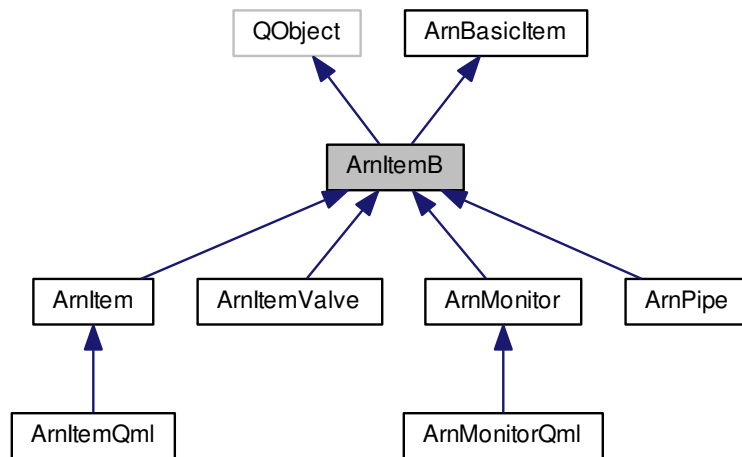 QObject
ArnBasicItem
ArnItemB
ArnItem
ArnItemValve
ArnMonitor
ArnPipe
ArnItemQml
ArnMonitorQml